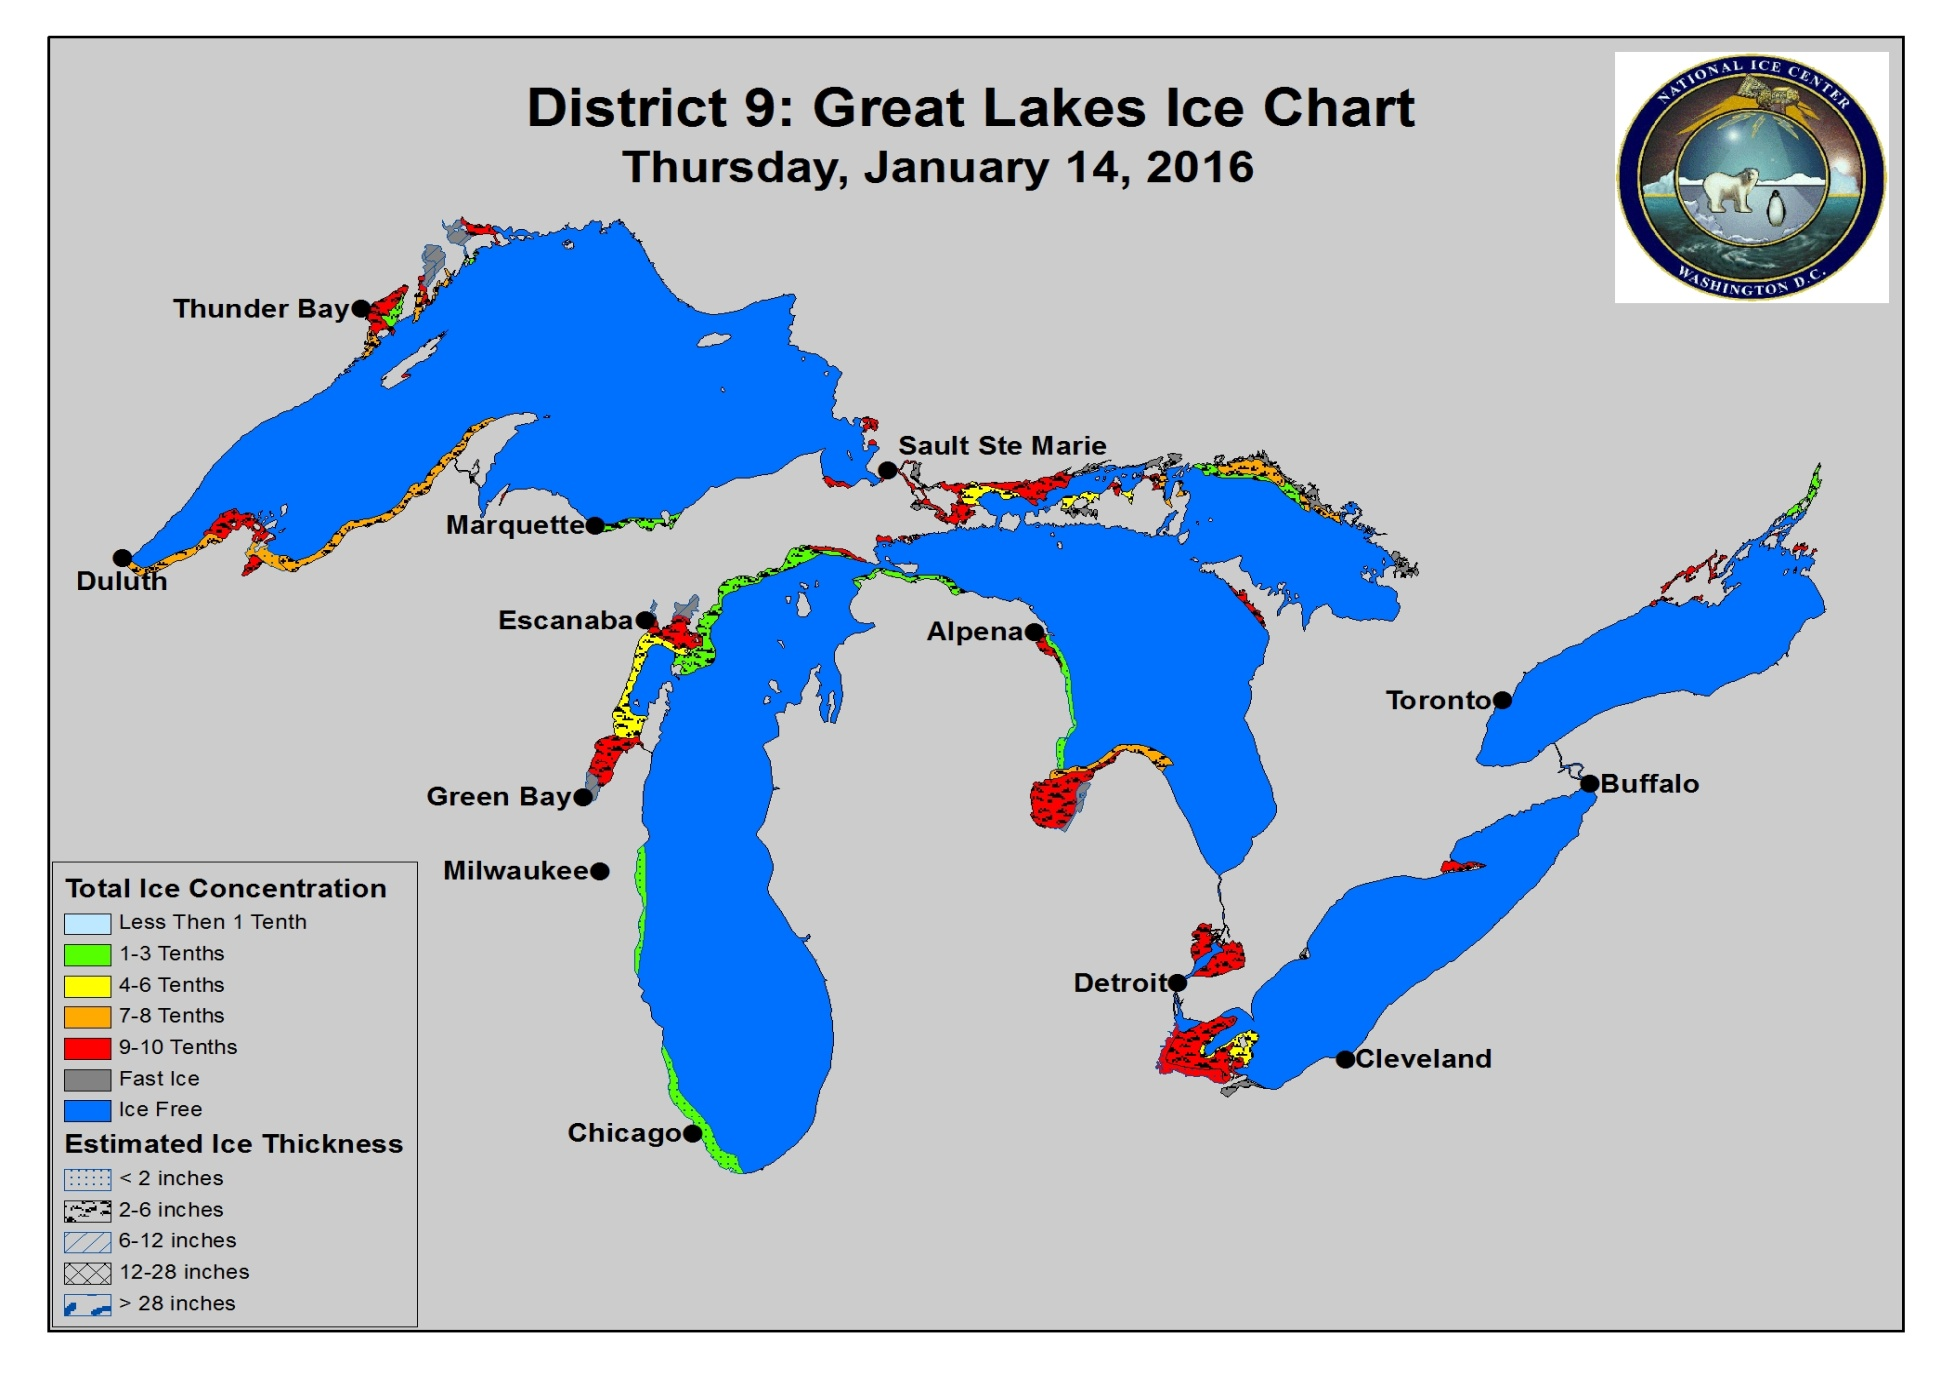 District 9: Great Lakes Ice Chart
Thursday, January 14, 2016
NATIONAL ICE CENTER
WASHINGTON D.C.
Thunder Bay
Sault Ste Marie
Marquette
Duluth
Escanaba
Alpena
Toronto
Green Bay
Buffalo
Milwaukee
Detroit
Cleveland
Chicago
Total Ice Concentration
Less Then 1 Tenth
1-3 Tenths
4-6 Tenths
7-8 Tenths
9-10 Tenths
Fast Ice
Ice Free
Estimated Ice Thickness
< 2 inches
2-6 inches
6-12 inches
12-28 inches
> 28 inches